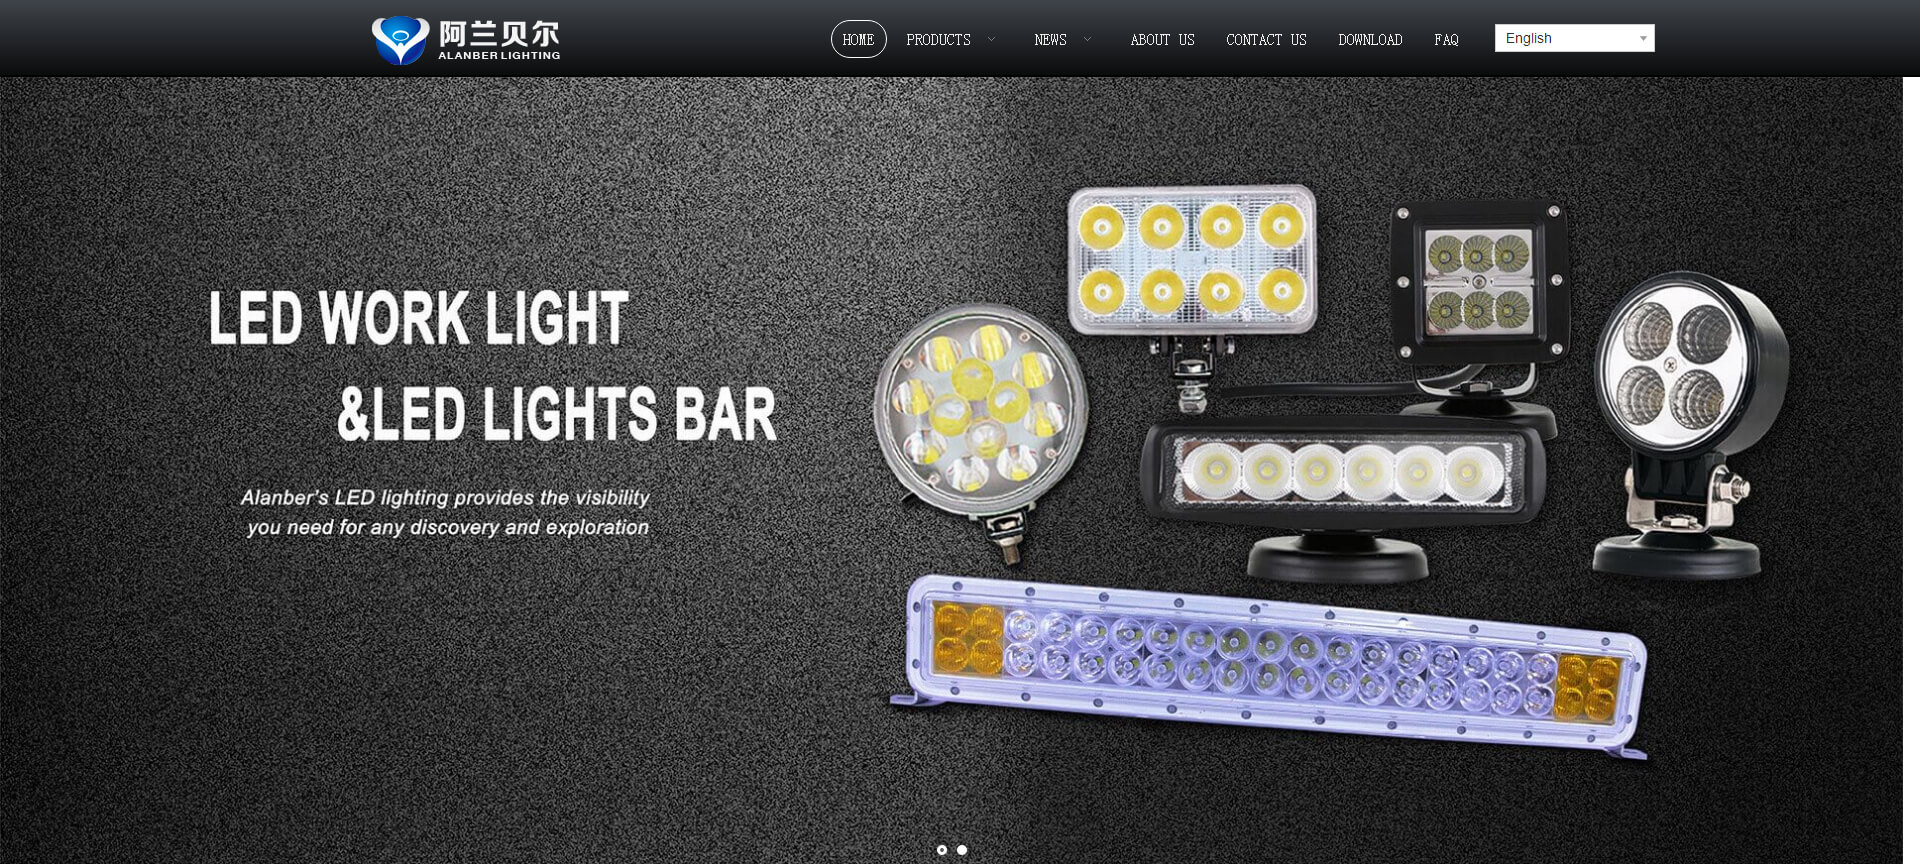 阿兰贝尔
ALANBER LIGHTING
HOME
PRODUCTS
NEWS
ABOUT US
CONTACT US
DOWNLOAD
FAQ
English
LED WORK LIGHT
&LED LIGHTS BAR
Alanber's LED lighting provides the visibility
you need for any discovery and exploration